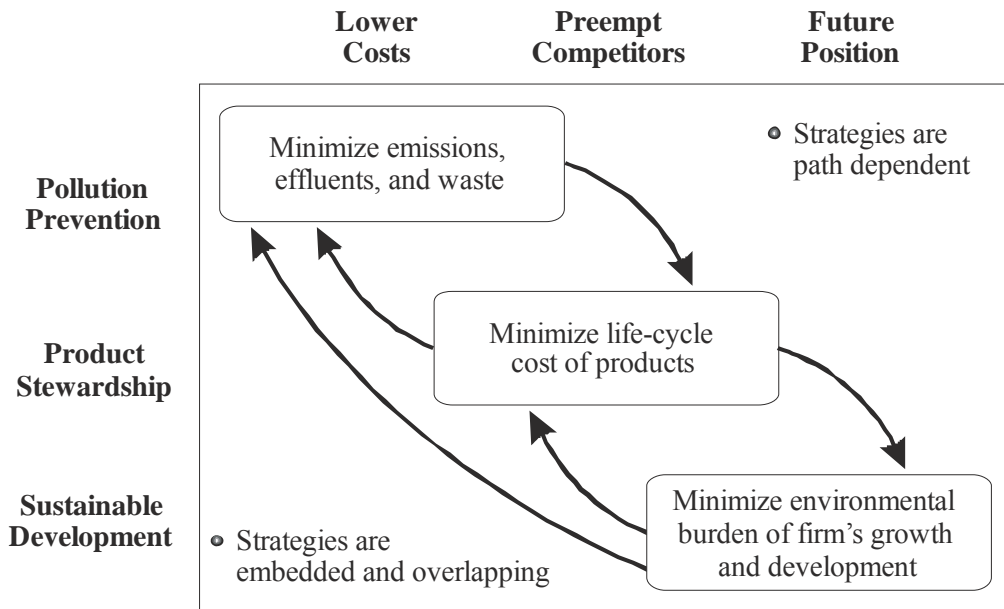 Lower
Costs
Preempt
Competitors
Future
Position
Pollution
Prevention
Minimize emissions,
effluents, and waste
Strategies are
path dependent
Product
Stewardship
Minimize life-cycle
cost of products
Sustainable
Development
Strategies are
embedded and overlapping
Minimize environmental
burden of firm’s growth
and development